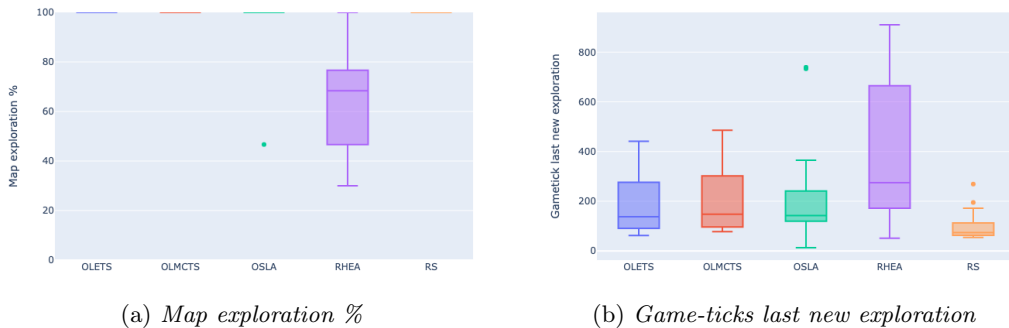 100
80
60
40
20
0
Map exploration %
OLETS OLMCTS OSLA RHEA RS
(a) Map exploration %
800
600
400
200
0
Gametick last new exploration
OLETS OLMCTS OSLA RHEA RS
(b) Game-ticks last new exploration